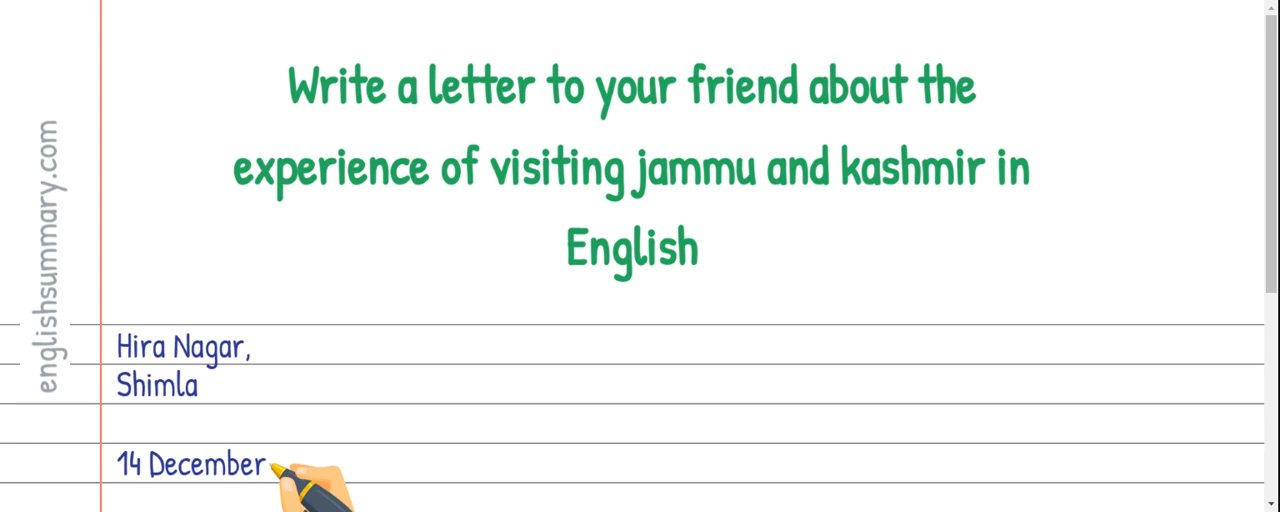 Write a letter to your friend about the
experience of visiting jammu and kashmir in
English
englishsummary.com
Hira Nagar,
Shimla
14 December